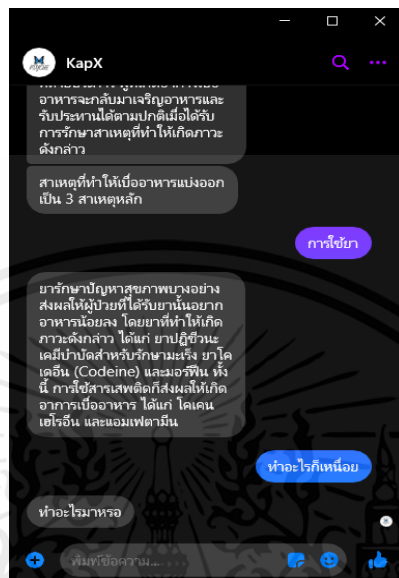 KapX
อาหารจะกลับมาเจริญอาหารและ
รับประทานได้ตามปกติเมื่อได้รับ
การรักษาสาเหตุที่ทำให้เกิดภาวะ
ดังกล่าว
สาเหตุที่ทำให้เบื่ออาหารแบ่งออก
เป็น 3 สาเหตุหลัก
การใช้ยา
ยารักษาปัญหาสุขภาพบางอย่าง
ส่งผลให้ผู้ป่วยที่ได้รับยานั้นอยาก
อาหารน้อยลง โดยยาที่ทำให้เกิด
ภาวะดังกล่าว ได้แก่ ยาปฏิชีวนะ
เคมีบำบัดสำหรับรักษามะเร็ง ยาโค
เดอีน (Codeine) และมอร์ฟีน ทั้ง
นี้ การใช้สารเสพติดก็ส่งผลให้เกิด
อาการเบื่ออาหาร ได้แก่ โคเคน
เฮโรอีน และแอมเฟตามีน
ทำอะไรก็เหนื่อย
ทำอะไรมาหรอ
พิมพ์ข้อความ...